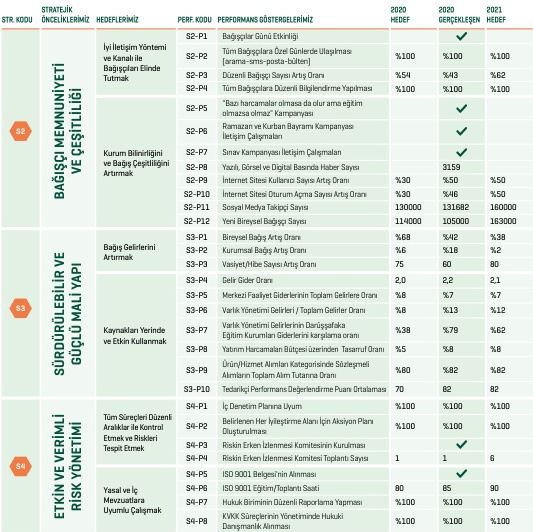 STR. KODU STRATEJİK ÖNCELİKLERİMİZ HEDEFLERİMİZ PERF. KODU PERFORMANS GÖSTERGELERİMİZ 2020 HEDEF 2020 GERÇEKLEŞEN 2021 HEDEF
S2
BAĞIŞÇI MEMNUNİYETİ
VE ÇEŞİTLİLİĞİ
İyi İletişim Yöntemi
ve Kanalı ile
Bağışçıları Elinde
Tutmak
S2-P1 Bağışçılar Günü Etkinliği ✓
S2-P2 Tüm Bağışçılara Özel Günlerde Ulaşılması
(arama-sms-posta-bülten) %100 %100 %100
S2-P3 Düzenli Bağışçı Sayısı Artış Oranı %54 %43 %62
S2-P4 Tüm Bağışçılara Düzenli Bilgilendirme Yapılması %100 %100 %100
Kurum Bilinirliğini
ve Bağış Çeşitliliğini
Artırmak
S2-P5 "Bazı harcamalar olmasa da olur ama eğitim
olmazsa olmaz" Kampanyası ✓
S2-P6 Ramazan ve Kurban Bayramı Kampanyası
İletişim Çalışmaları ✓
S2-P7 Sınav Kampanyası İletişim Çalışmaları ✓
S2-P8 Yazılı, Görsel ve Digital Basında Haber Sayısı 3159
S2-P9 İnternet Sitesi Kullanıcı Sayısı Artış Oranı %30 %50 %50
S2-P10 İnternet Sitesi Oturum Açma Sayısı Artış Oranı %30 %46 %50
S2-P11 Sosyal Medya Takipçi Sayısı 130000 131682 160000
S2-P12 Yeni Bireysel Bağışçı Sayısı 114000 105000 163000
S3
SÜRDÜRÜLEBİLİR VE
GÜÇLÜ MALİ YAPI
Bağış Gelirlerini
Artırmak
S3-P1 Bireysel Bağış Artış Oranı %68 %42 %38
S3-P2 Kurumsal Bağış Artış Oranı %6 %18 %2
S3-P3 Vasiyet/Hibe Sayısı Artış Oranı 75 60 80
Kaynakları Yerinde
ve Etkin Kullanmak
S3-P4 Gelir Gider Oranı 2,0 2,2 2,1
S3-P5 Merkezi Faaliyet Giderlerinin Toplam Gelirlere Oranı %8 %7 %7
S3-P6 Varlık Yönetimi Gelirleri / Toplam Gelirler Oranı %8 %13 %12
S3-P7 Varlık Yönetimi Gelirlerinin Darüşşafaka
Eğitim Kurumları Giderlerini karşılama oranı %38 %79 %62
S3-P8 Yatırım Harcamaları Bütçesi üzerinden Tasarruf Oranı %5 %8 %8
S3-P9 Ürün/Hizmet Alımları Kategorisinde Sözleşmeli
Alımların Toplam Alım Tutarına Oranı %80 %82 %82
S3-P10 Tedarikçi Performans Değerlendirme Puanı Ortalaması 70 82 82
S4
ETKİN VE VERİMLİ
RİSK YÖNETİMİ
Tüm Süreçleri Düzenli
Aralıklar ile Kontrol
Etmek ve Riskleri
Tespit Etmek
S4-P1 İç Denetim Planına Uyum %100 %100 %100
S4-P2 Belirlenen Her İyileştirme Alanı İçin Aksiyon Planı
Oluşturulması %100 %100 %100
S4-P3 Riskin Erken İzlenmesi Komitesinin Kurulması ✓
S4-P4 Riskin Erken İzlenmesi Komitesi Toplantı Sayısı 1 1 6
Yasal ve İç
Mevzuatlara
Uyumlu Çalışmak
S4-P5 ISO 9001 Belgesi'nin Alınması ✓
S4-P6 ISO 9001 Eğitim/Toplantı Saati 80 85 90
S4-P7 Hukuk Biriminin Düzenli Raporlama Yapması %100 %100 %100
S4-P8 KVKK Süreçlerinin Yönetiminde Hukuki
Danışmanlık Alınması %100 %100 %100